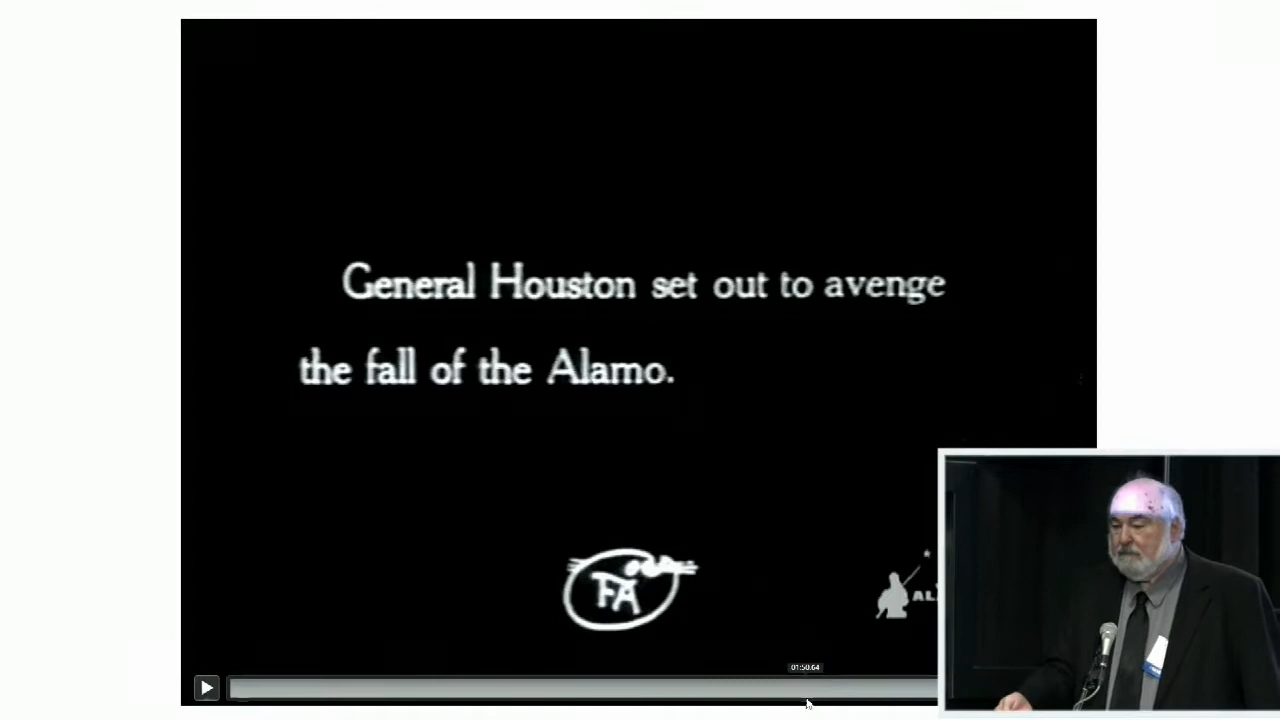 General Houston set out to avenge
the fall of the Alamo.
FA
01:50.64